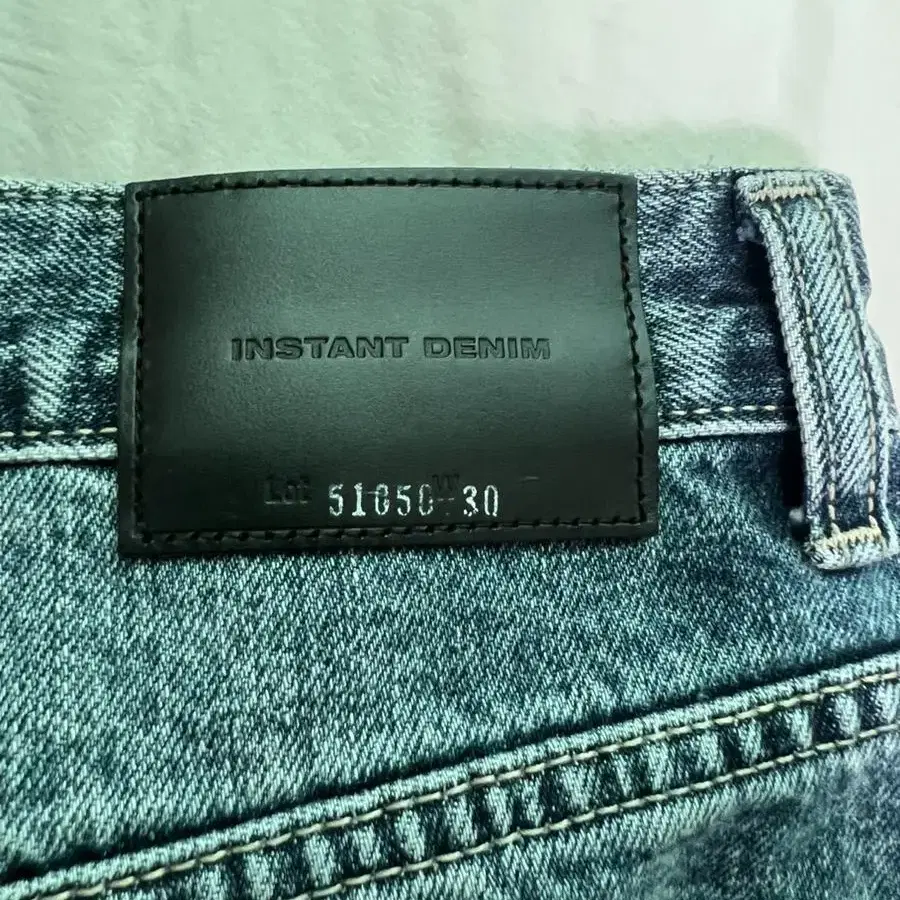 INSTANT DENIM
Lot 51050 W 30